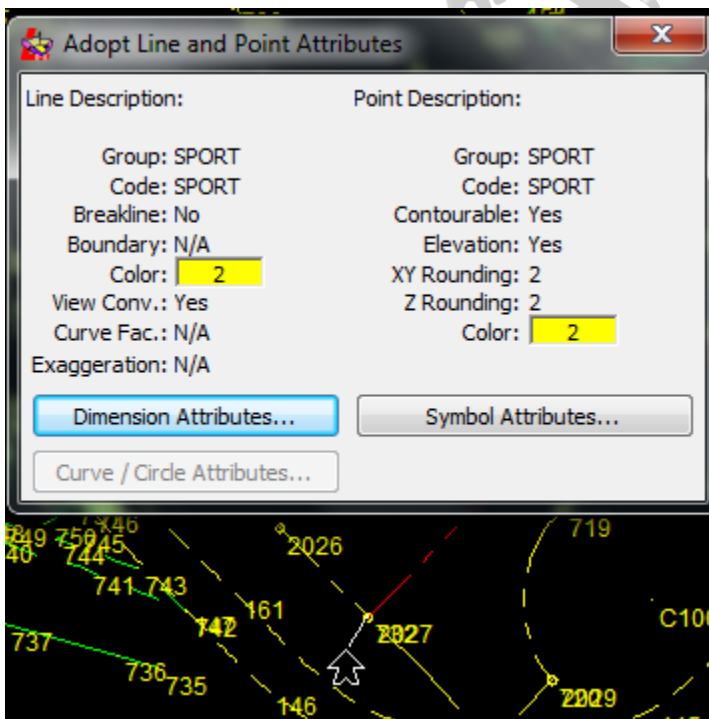 Adopt Line and Point Attributes
Line Description:
Point Description:
Group: SPORT
Code: SPORT
Breakline: No
Boundary: N/A
Color: 2
View Conv.: Yes
Curve Fac.: N/A
Exaggeration: N/A
Group: SPORT
Code: SPORT
Contourable: Yes
Elevation: Yes
XY Rounding: 2
Z Rounding: 2
Color: 2
Dimension Attributes...
Symbol Attributes...
Curve / Circle Attributes...
2026
719
744
741
743
161
737
736
735
146